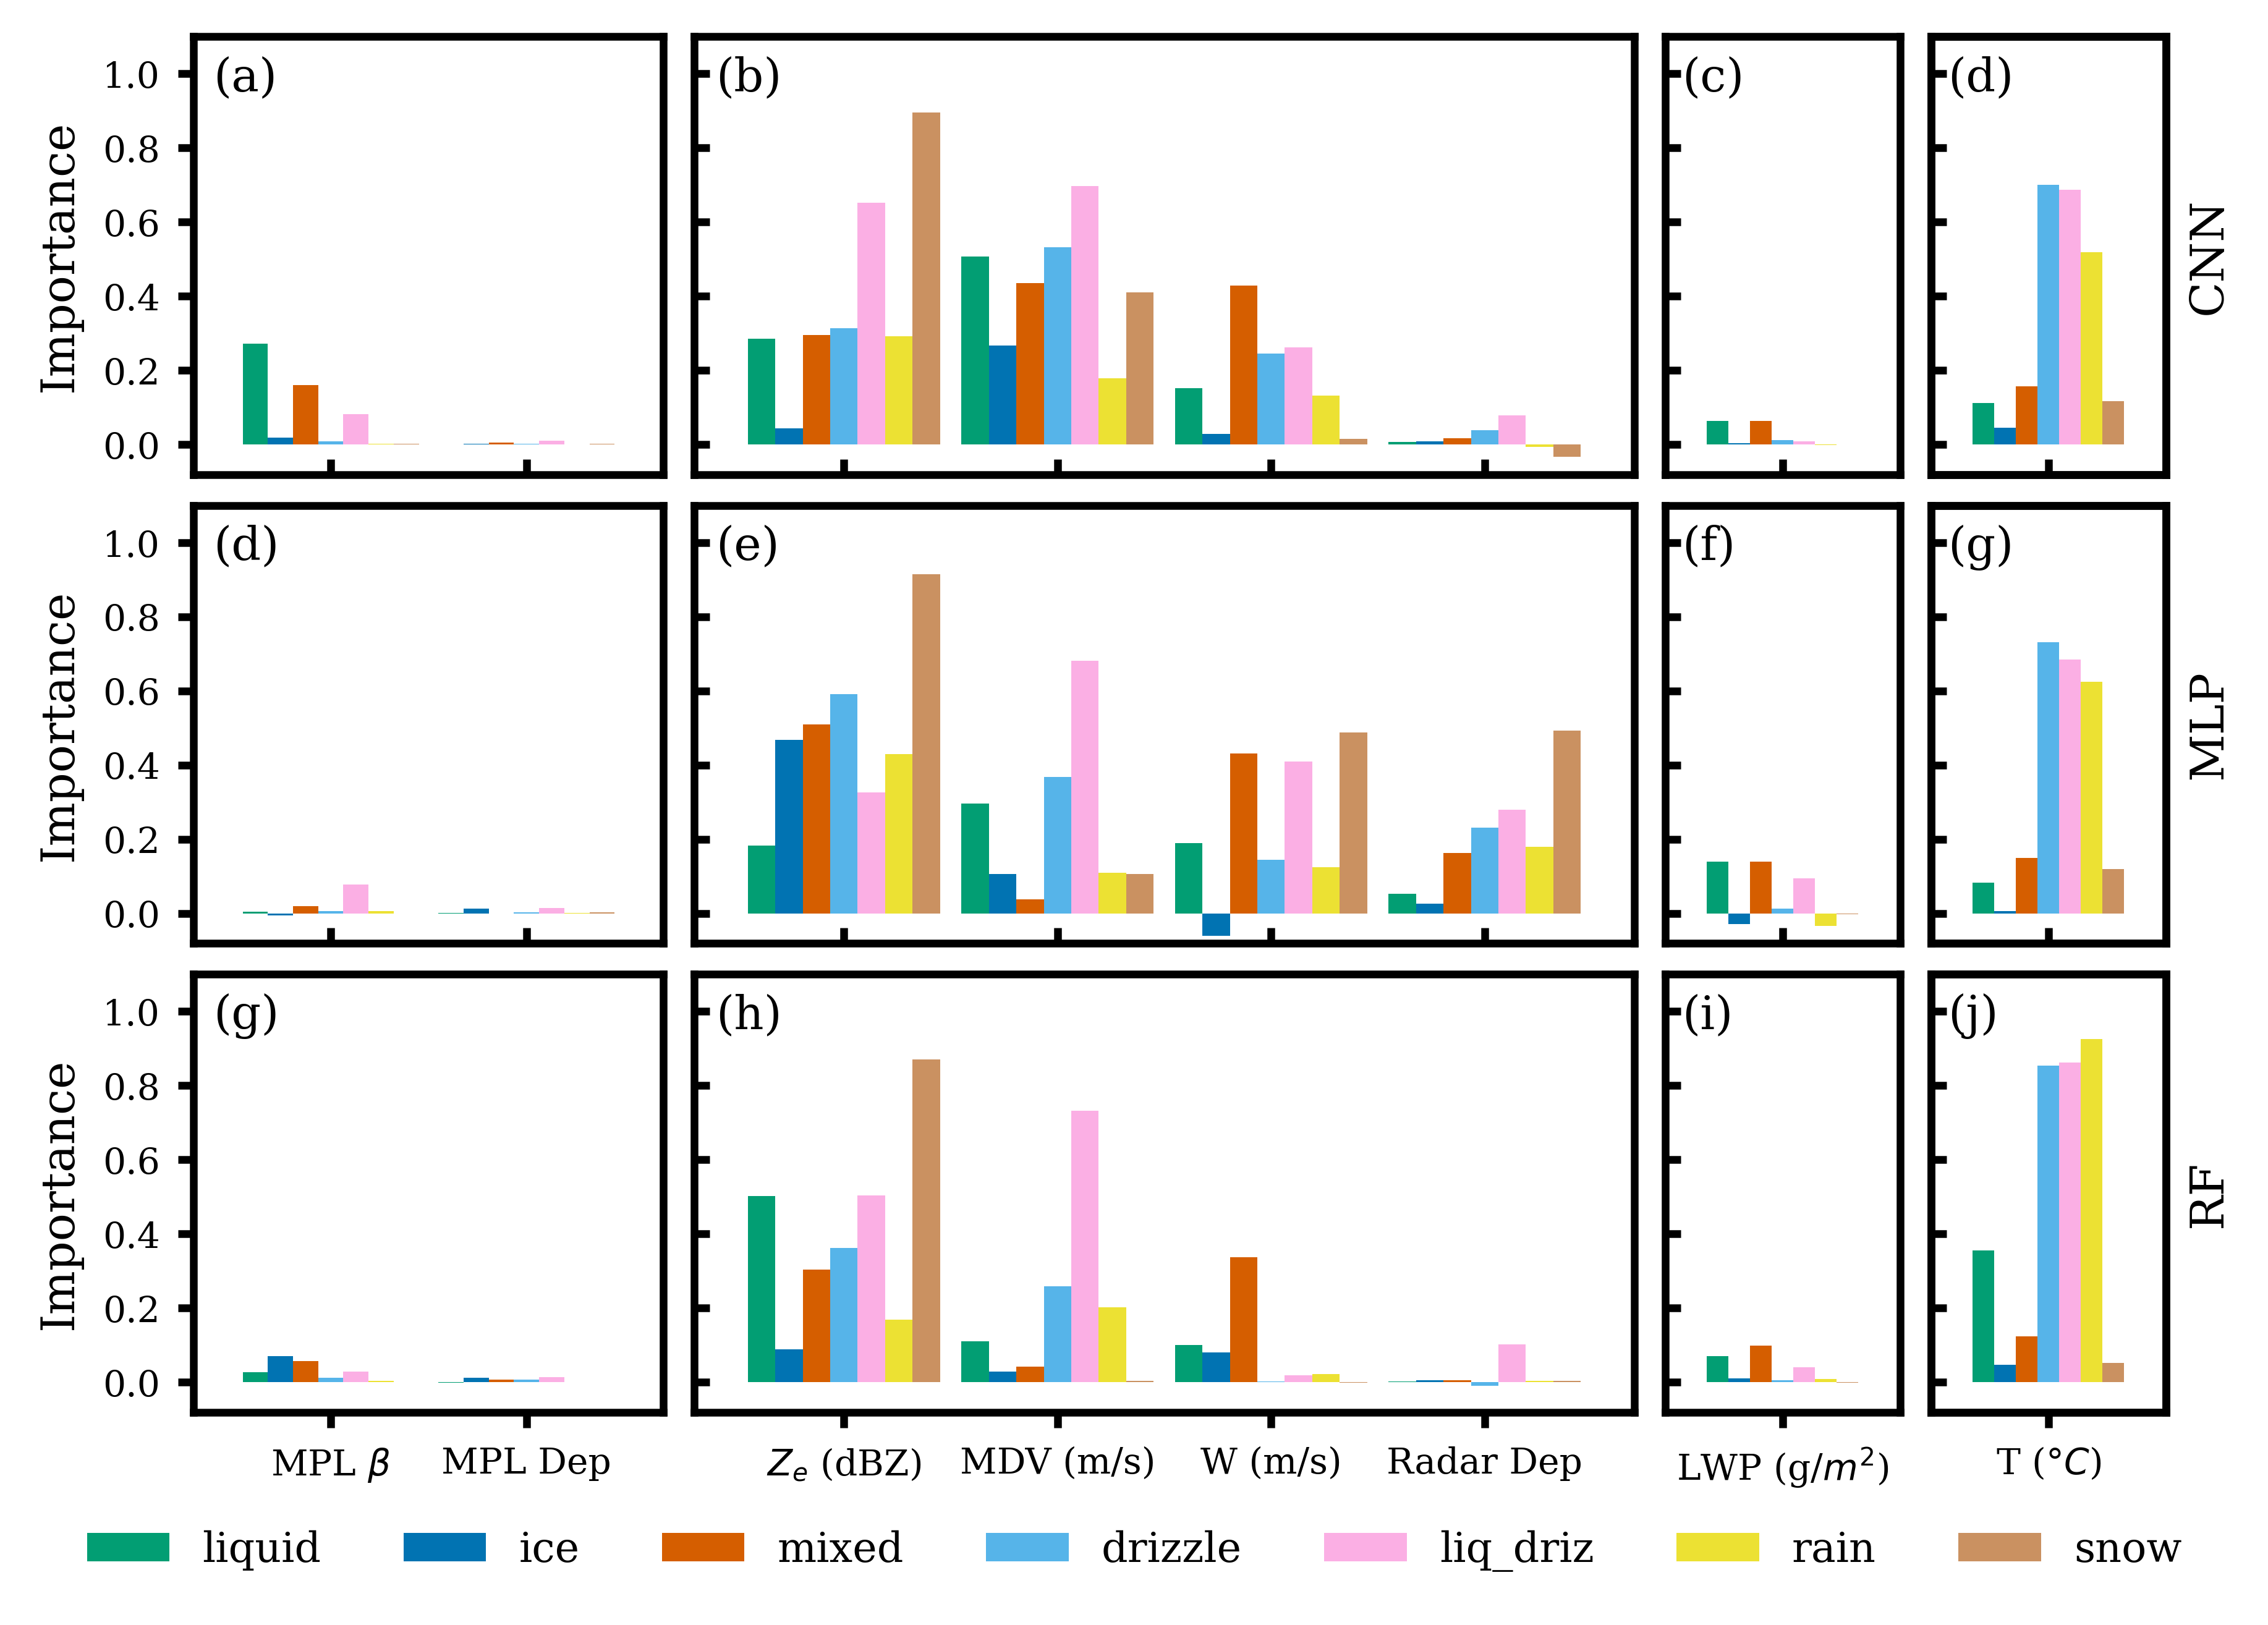 (a) (b) (c) (d)
1.0
0.8
0.6
0.4
0.2
0.0
Importance
CNN
(d) (e) (f) (g)
1.0
0.8
0.6
0.4
0.2
0.0
Importance
MLP
(g) (h) (i) (j)
1.0
0.8
0.6
0.4
0.2
0.0
Importance
RF
MPL β MPL Dep Zₑ (dBZ) MDV (m/s) W (m/s) Radar Dep LWP (g/m²) T (°C)
liquid ice mixed drizzle liq_driz rain snow